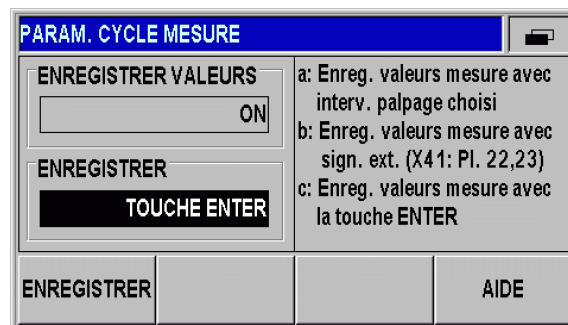 PARAM. CYCLE MESURE
ENREGISTRER VALEURS
ON
ENREGISTRER
TOUCHE ENTER
a: Enreg. valeurs mesure avec
interv. palpage choisi
b: Enreg. valeurs mesure avec
sign. ext. (X41: Pl. 22,23)
c: Enreg. valeurs mesure avec
la touche ENTER
ENREGISTRER
AIDE